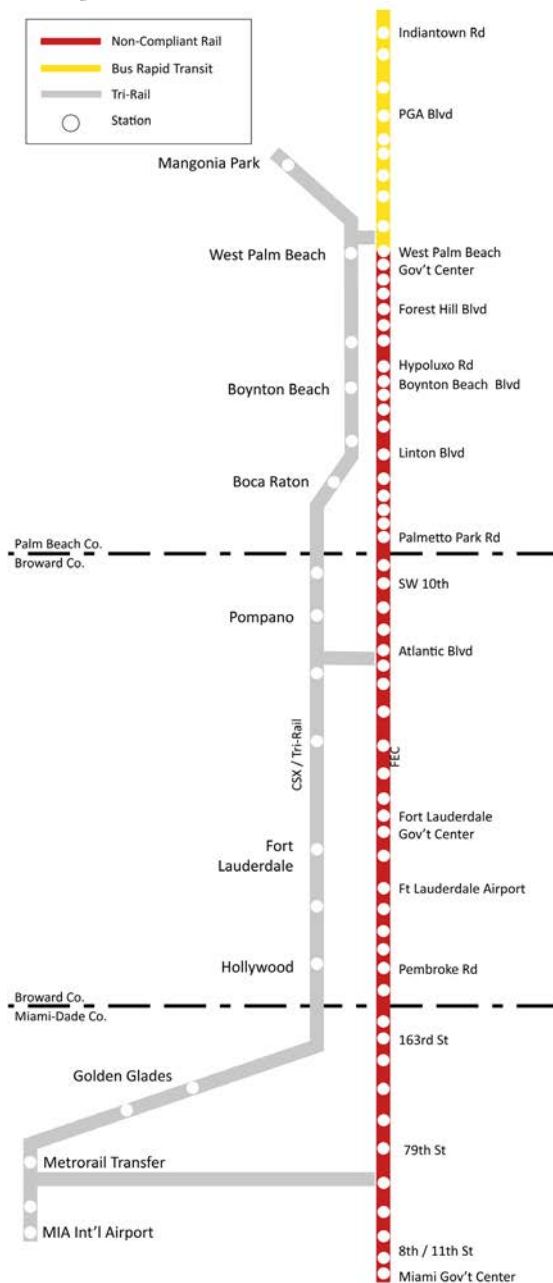 Non-Compliant Rail
Bus Rapid Transit
Tri-Rail
Station
Indiantown Rd
PGA Blvd
Mangonia Park
West Palm Beach
West Palm Beach
Gov't Center
Forest Hill Blvd
Hypoluxo Rd
Boynton Beach
Boynton Beach Blvd
Linton Blvd
Boca Raton
Palmetto Park Rd
Palm Beach Co.
Broward Co.
SW 10th
Pompano
Atlantic Blvd
CSX / Tri-Rail
FEC
Fort Lauderdale
Gov't Center
Fort
Lauderdale
Ft Lauderdale Airport
Hollywood
Pembroke Rd
Broward Co.
Miami-Dade Co.
163rd St
Golden Glades
79th St
Metrorail Transfer
MIA Int'l Airport
8th / 11th St
Miami Gov't Center